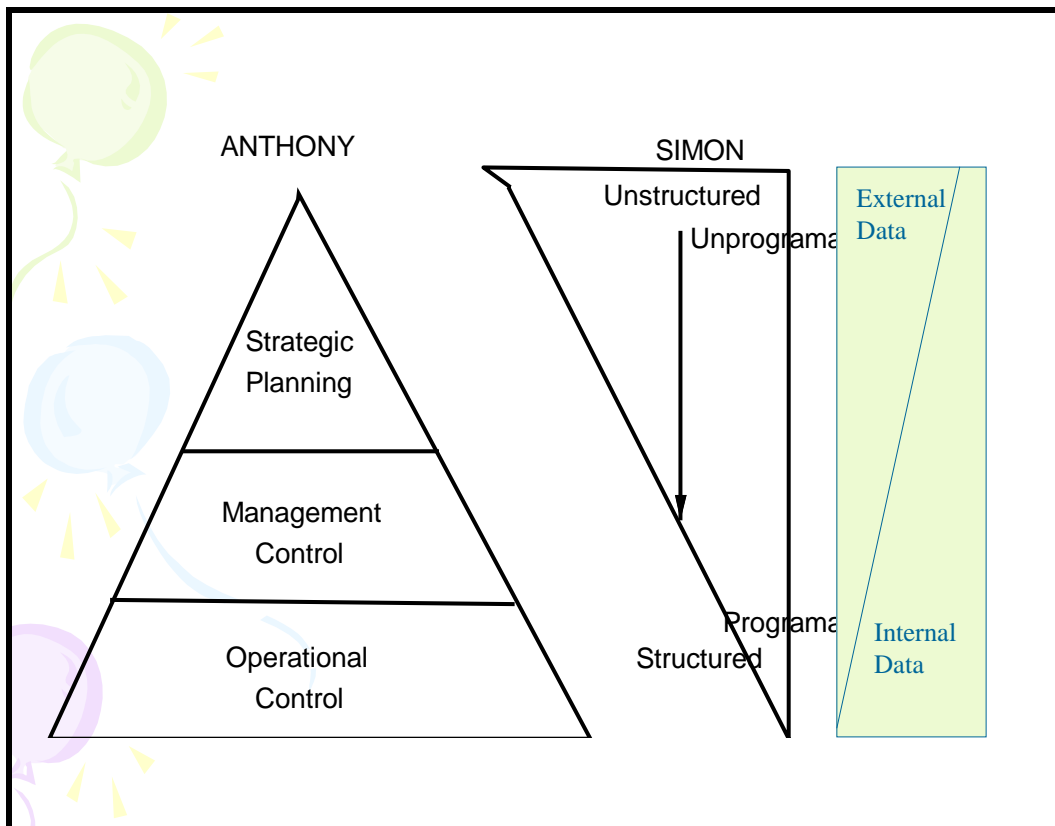 ANTHONY
Strategic
Planning
Management
Control
Operational
Control
SIMON
Unstructured
Unprograma
Programa
Structured
External
Data
Internal
Data